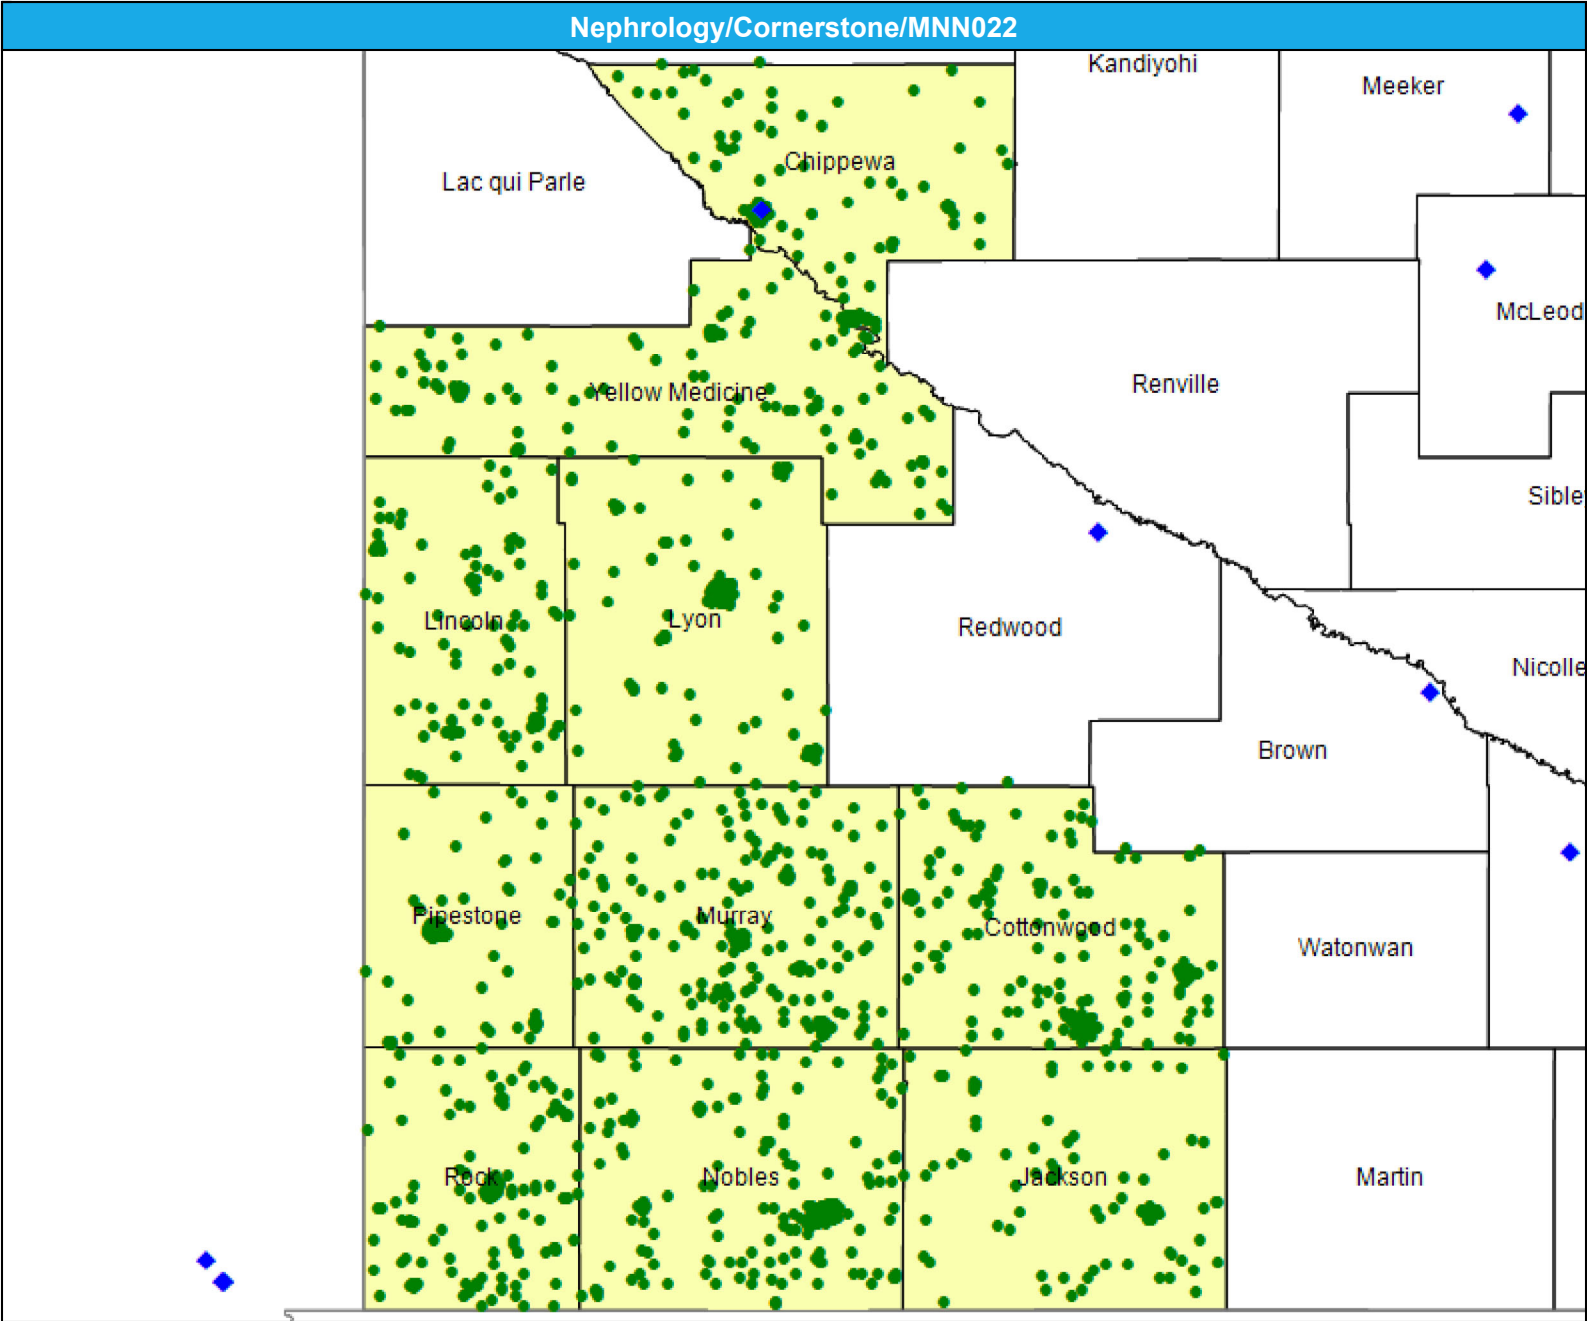 Nephrology/Cornerstone/MNN022
Kandiyohi
Meeker
Chippewa
Lac qui Parle
McLeod
Renville
Yellow Medicine
Sible
Lincoln
Lyon
Redwood
Nicolle
Brown
Pipestone
Murray
Cottonwood
Watonwan
Rock
Nobles
Jackson
Martin